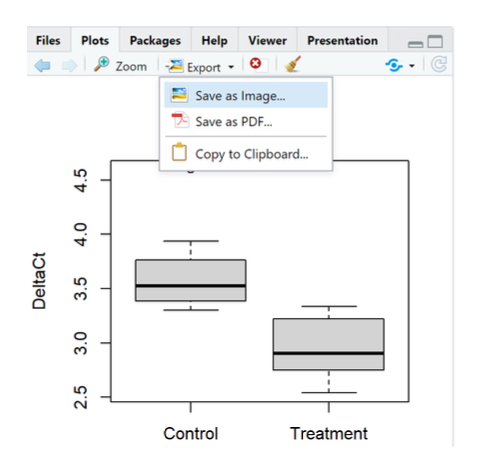 Files Plots Packages Help Viewer Presentation
Zoom Export
Save as Image...
Save as PDF...
Copy to Clipboard...
4.5
4.0
3.5
3.0
2.5
DeltaCt
Control Treatment